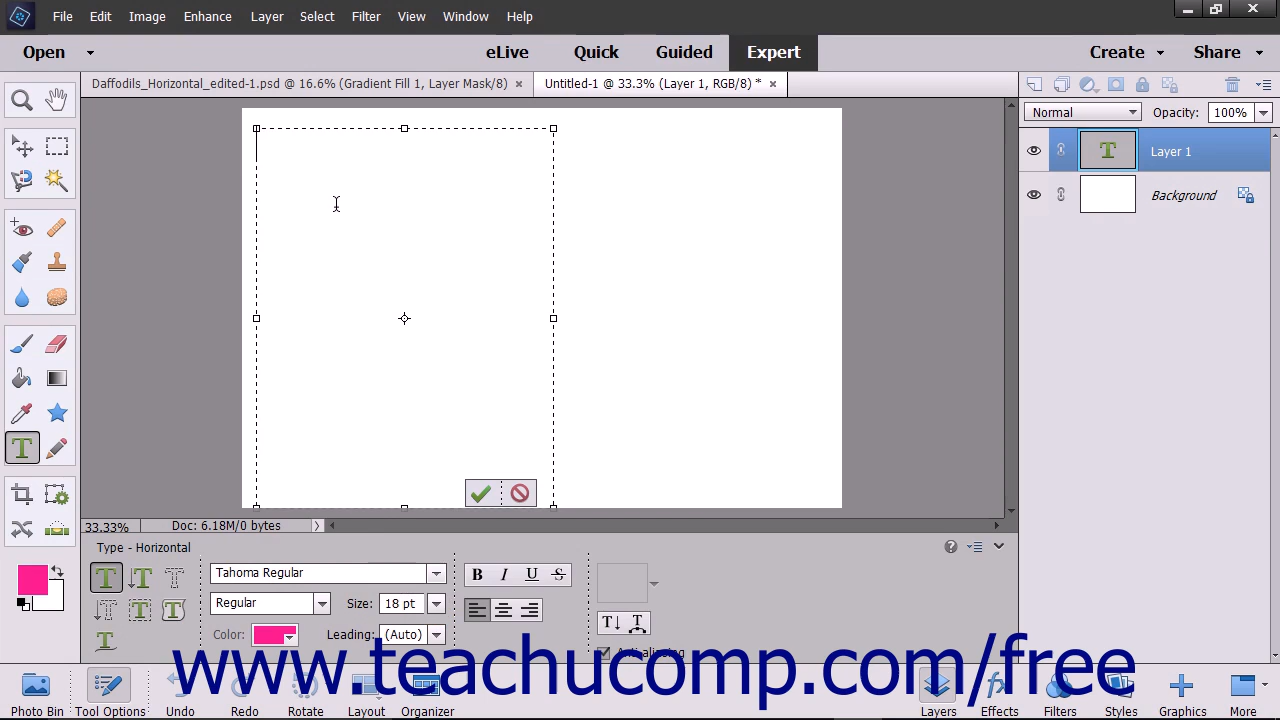 File Edit Image Enhance Layer Select Filter View Window Help
Open eLive Quick Guided Expert Create Share
Daffodils_Horizontal_edited-1.psd @ 16.6% (Gradient Fill 1, Layer Mask/8) × Untitled-1 @ 33.3% (Layer 1, RGB/8) * ×
Normal Opacity: 100%
T Layer 1
Background
33.33% Doc: 6.18M/0 bytes
Type - Horizontal
Tahoma Regular B I U S
Regular Size: 18 pt
Color: Leading: (Auto)
Anti-aliasing
www.teachucomp.com/free
Photo Bin Tool Options Undo Redo Rotate Layout Organizer Layers Effects Filters Styles Graphics More